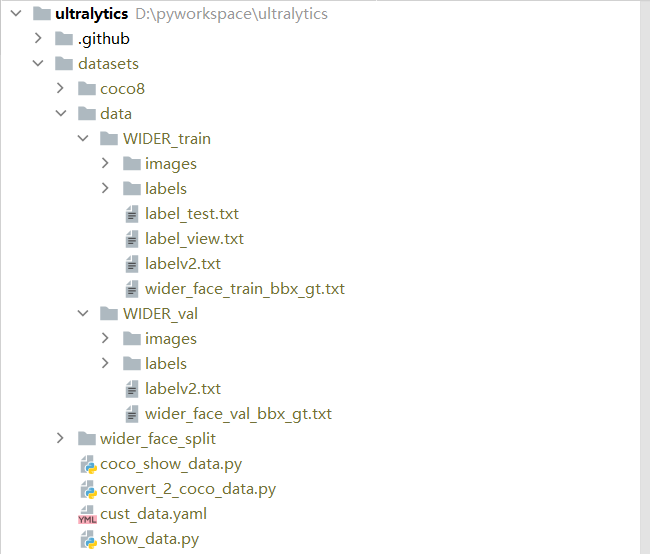 ultralytics D:\pyworkspace\ultralytics
.github
datasets
coco8
data
WIDER_train
images
labels
label_test.txt
label_view.txt
labelv2.txt
wider_face_train_bbx_gt.txt
WIDER_val
images
labels
labelv2.txt
wider_face_val_bbx_gt.txt
wider_face_split
coco_show_data.py
convert_2_coco_data.py
YML cust_data.yaml
show_data.py